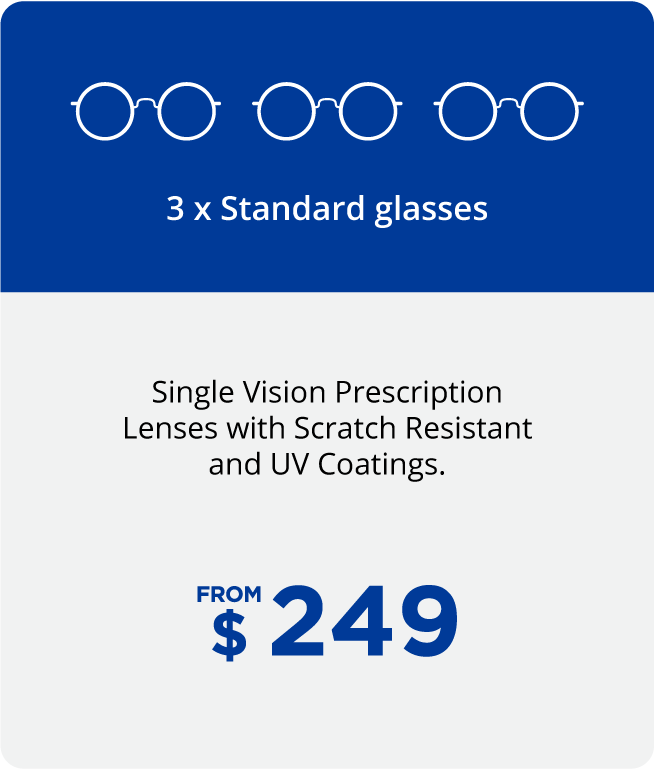 3 x Standard glasses
Single Vision Prescription
Lenses with Scratch Resistant
and UV Coatings.
FROM
$ 249